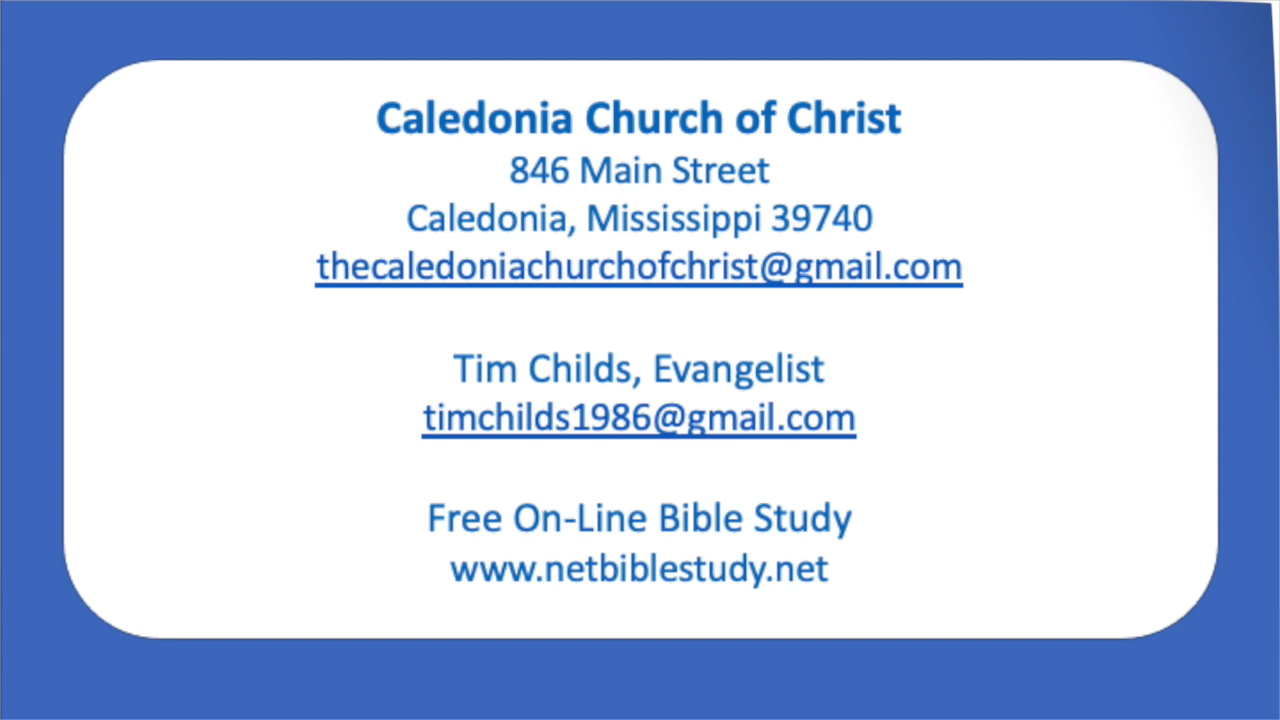 Caledonia Church of Christ
846 Main Street
Caledonia, Mississippi 39740
thecaledoniachurchofchrist@gmail.com
Tim Childs, Evangelist
timchilds1986@gmail.com
Free On-Line Bible Study
www.netbiblestudy.net